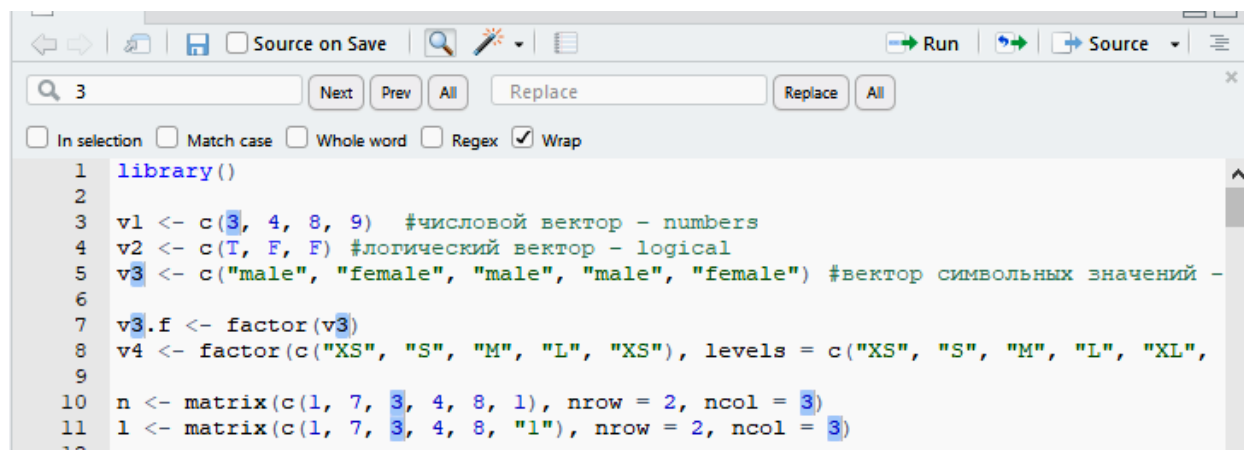 Source on Save Run Source
3 Next Prev All Replace Replace All
In selection Match case Whole word Regex Wrap
1 library()
2
3 v1 <- c(3, 4, 8, 9) #числовой вектор - numbers
4 v2 <- c(T, F, F) #логический вектор - logical
5 v3 <- c("male", "female", "male", "male", "female") #вектор символьных значений -
6
7 v3.f <- factor(v3)
8 v4 <- factor(c("XS", "S", "M", "L", "XS"), levels = c("XS", "S", "M", "L", "XL",
9
10 n <- matrix(c(1, 7, 3, 4, 8, 1), nrow = 2, ncol = 3)
11 l <- matrix(c(1, 7, 3, 4, 8, "l"), nrow = 2, ncol = 3)